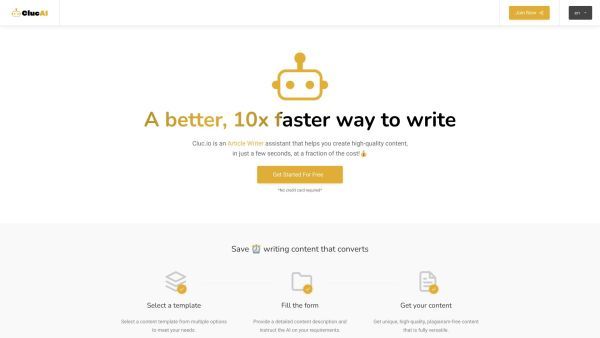 ClucAI
Join Now
en
A better, 10x faster way to write
Cluc.io is an Article Writer assistant that helps you create high-quality content,
in just a few seconds, at a fraction of the cost!💰
Get Started For Free
*No credit card required*
Save ⏰ writing content that converts
Select a template
Fill the form
Get your content
Select a content template from multiple options
to meet your needs.
Provide a detailed content description and
instruct the AI on your requirements.
Get unique, high-quality, plagiarism-free content
that is fully versatile.